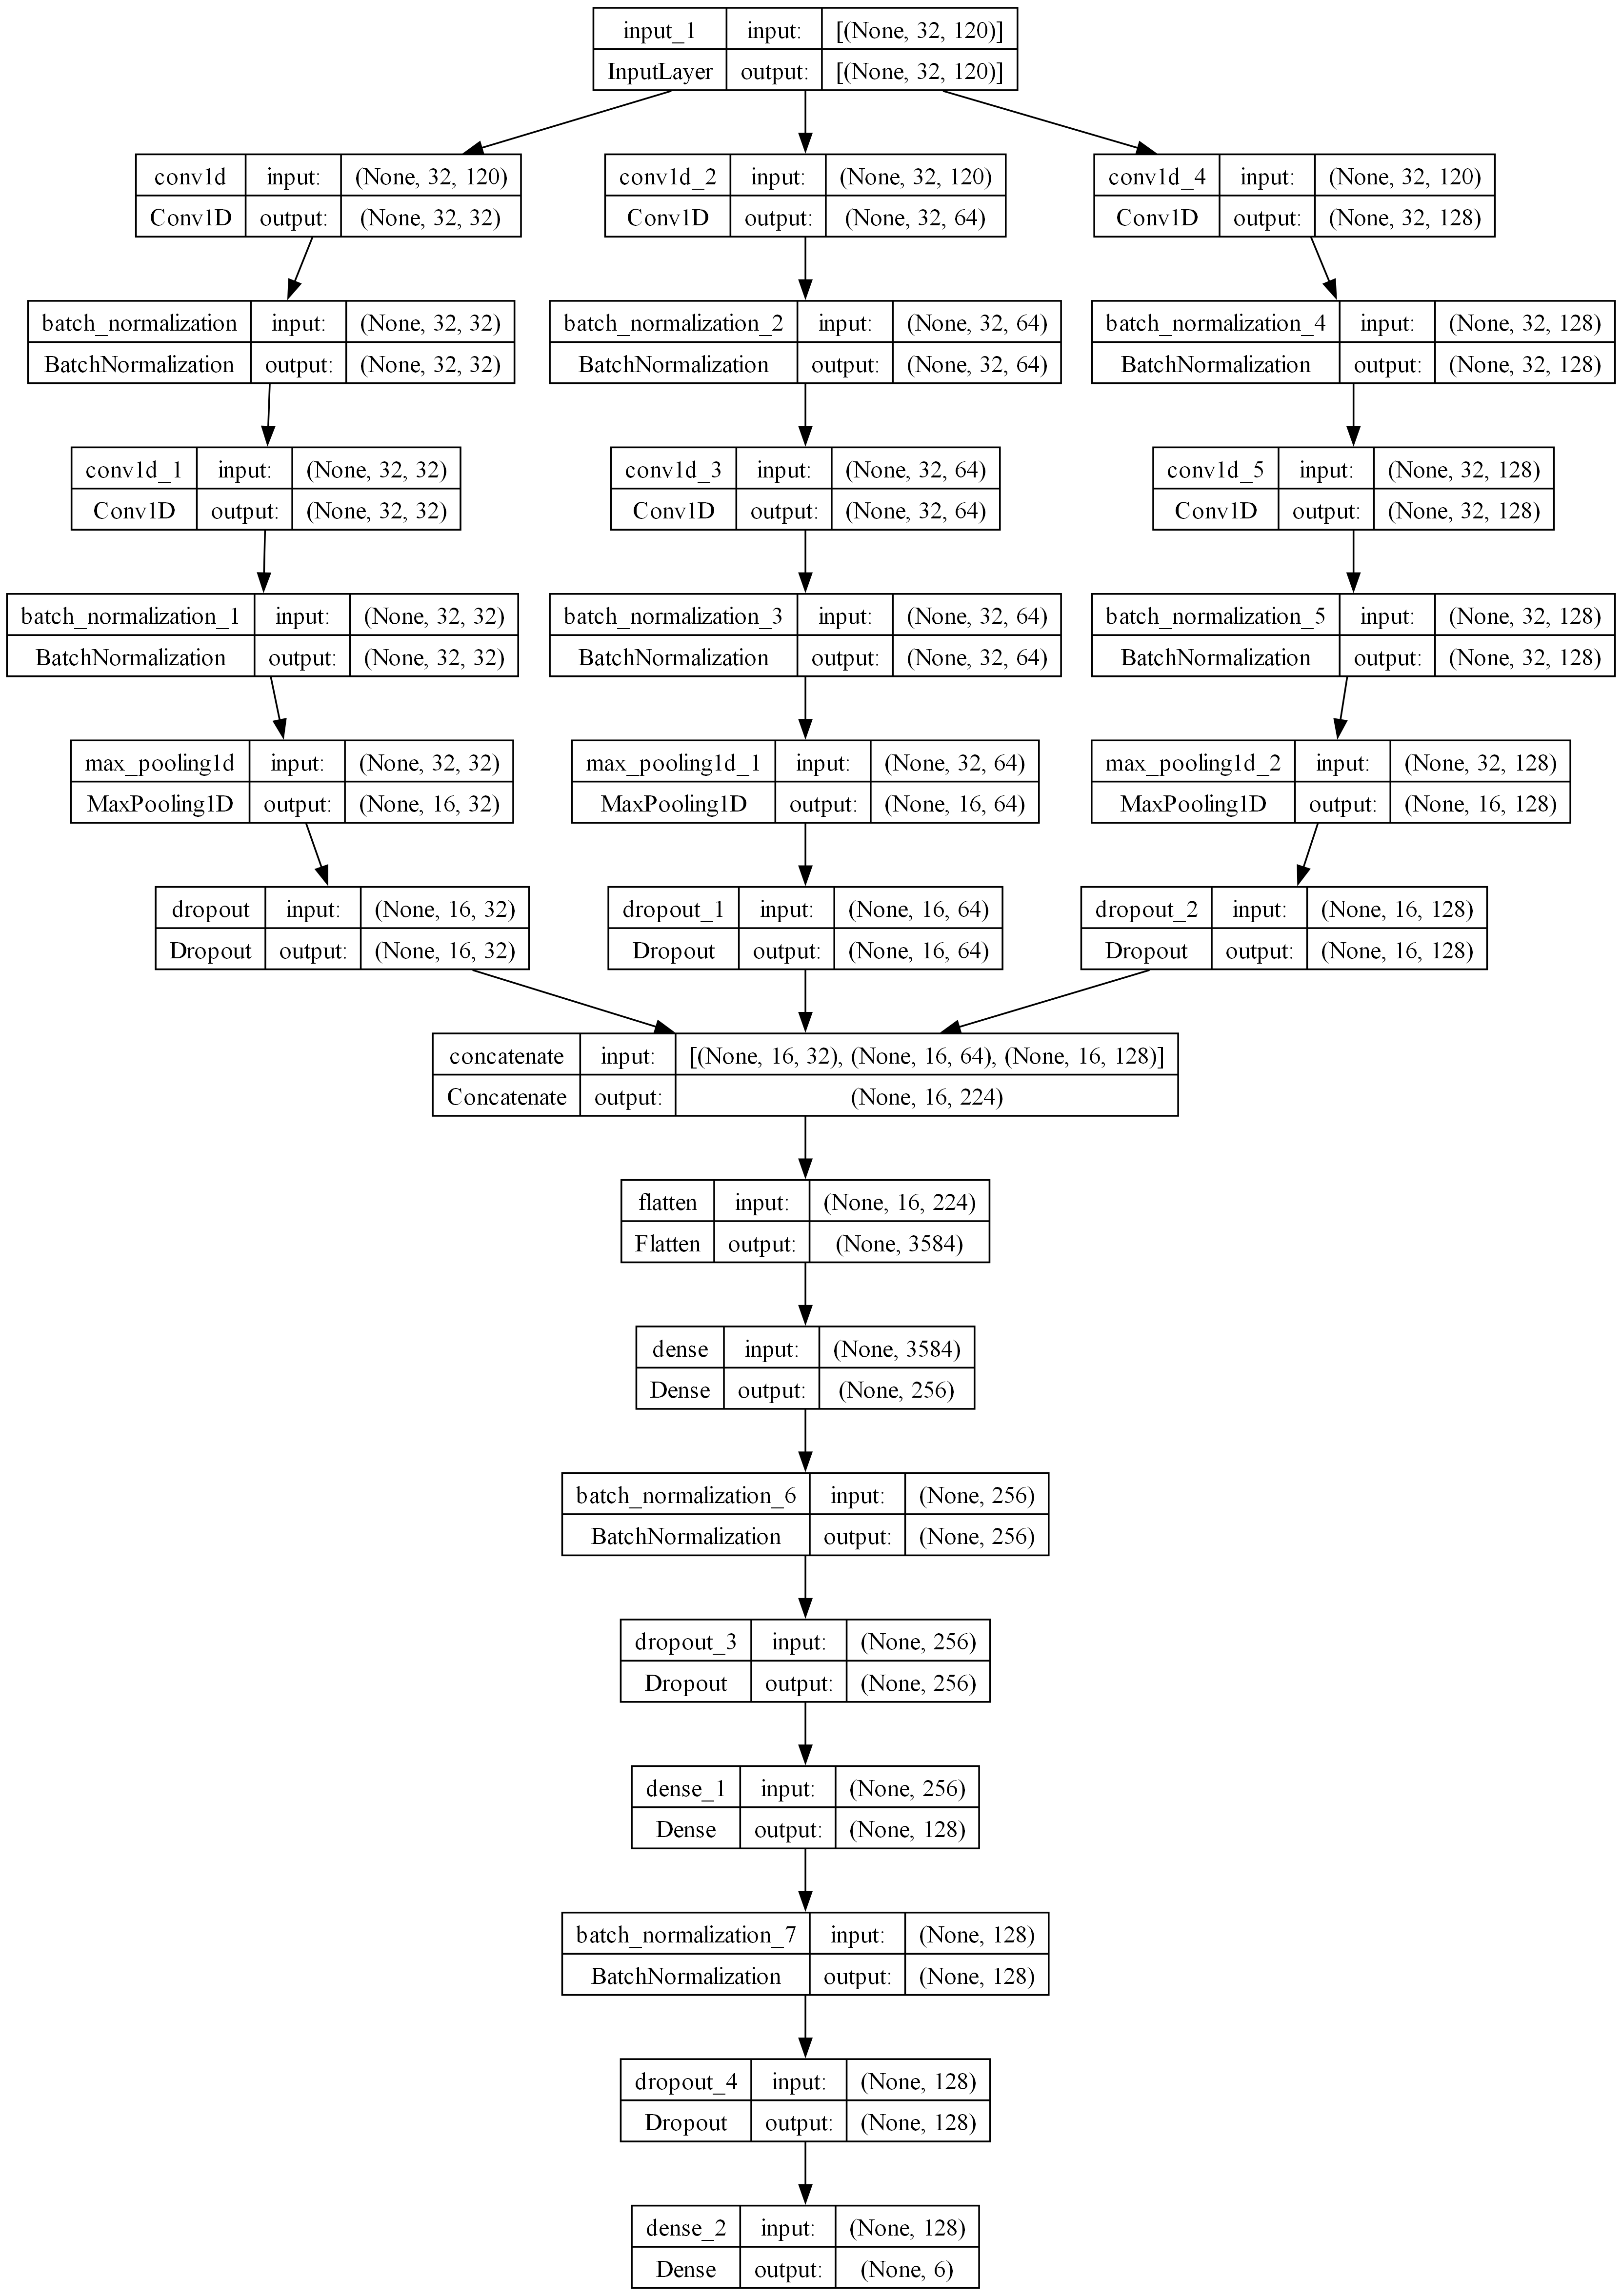 input_1 input: [(None, 32, 120)]
InputLayer output: [(None, 32, 120)]
conv1d input: (None, 32, 120)
Conv1D output: (None, 32, 32)
conv1d_2 input: (None, 32, 120)
Conv1D output: (None, 32, 64)
conv1d_4 input: (None, 32, 120)
Conv1D output: (None, 32, 128)
batch_normalization input: (None, 32, 32)
BatchNormalization output: (None, 32, 32)
batch_normalization_2 input: (None, 32, 64)
BatchNormalization output: (None, 32, 64)
batch_normalization_4 input: (None, 32, 128)
BatchNormalization output: (None, 32, 128)
conv1d_1 input: (None, 32, 32)
Conv1D output: (None, 32, 32)
conv1d_3 input: (None, 32, 64)
Conv1D output: (None, 32, 64)
conv1d_5 input: (None, 32, 128)
Conv1D output: (None, 32, 128)
batch_normalization_1 input: (None, 32, 32)
BatchNormalization output: (None, 32, 32)
batch_normalization_3 input: (None, 32, 64)
BatchNormalization output: (None, 32, 64)
batch_normalization_5 input: (None, 32, 128)
BatchNormalization output: (None, 32, 128)
max_pooling1d input: (None, 32, 32)
MaxPooling1D output: (None, 16, 32)
max_pooling1d_1 input: (None, 32, 64)
MaxPooling1D output: (None, 16, 64)
max_pooling1d_2 input: (None, 32, 128)
MaxPooling1D output: (None, 16, 128)
dropout input: (None, 16, 32)
Dropout output: (None, 16, 32)
dropout_1 input: (None, 16, 64)
Dropout output: (None, 16, 64)
dropout_2 input: (None, 16, 128)
Dropout output: (None, 16, 128)
concatenate input: [(None, 16, 32), (None, 16, 64), (None, 16, 128)]
Concatenate output: (None, 16, 224)
flatten input: (None, 16, 224)
Flatten output: (None, 3584)
dense input: (None, 3584)
Dense output: (None, 256)
batch_normalization_6 input: (None, 256)
BatchNormalization output: (None, 256)
dropout_3 input: (None, 256)
Dropout output: (None, 256)
dense_1 input: (None, 256)
Dense output: (None, 128)
batch_normalization_7 input: (None, 128)
BatchNormalization output: (None, 128)
dropout_4 input: (None, 128)
Dropout output: (None, 128)
dense_2 input: (None, 128)
Dense output: (None, 6)